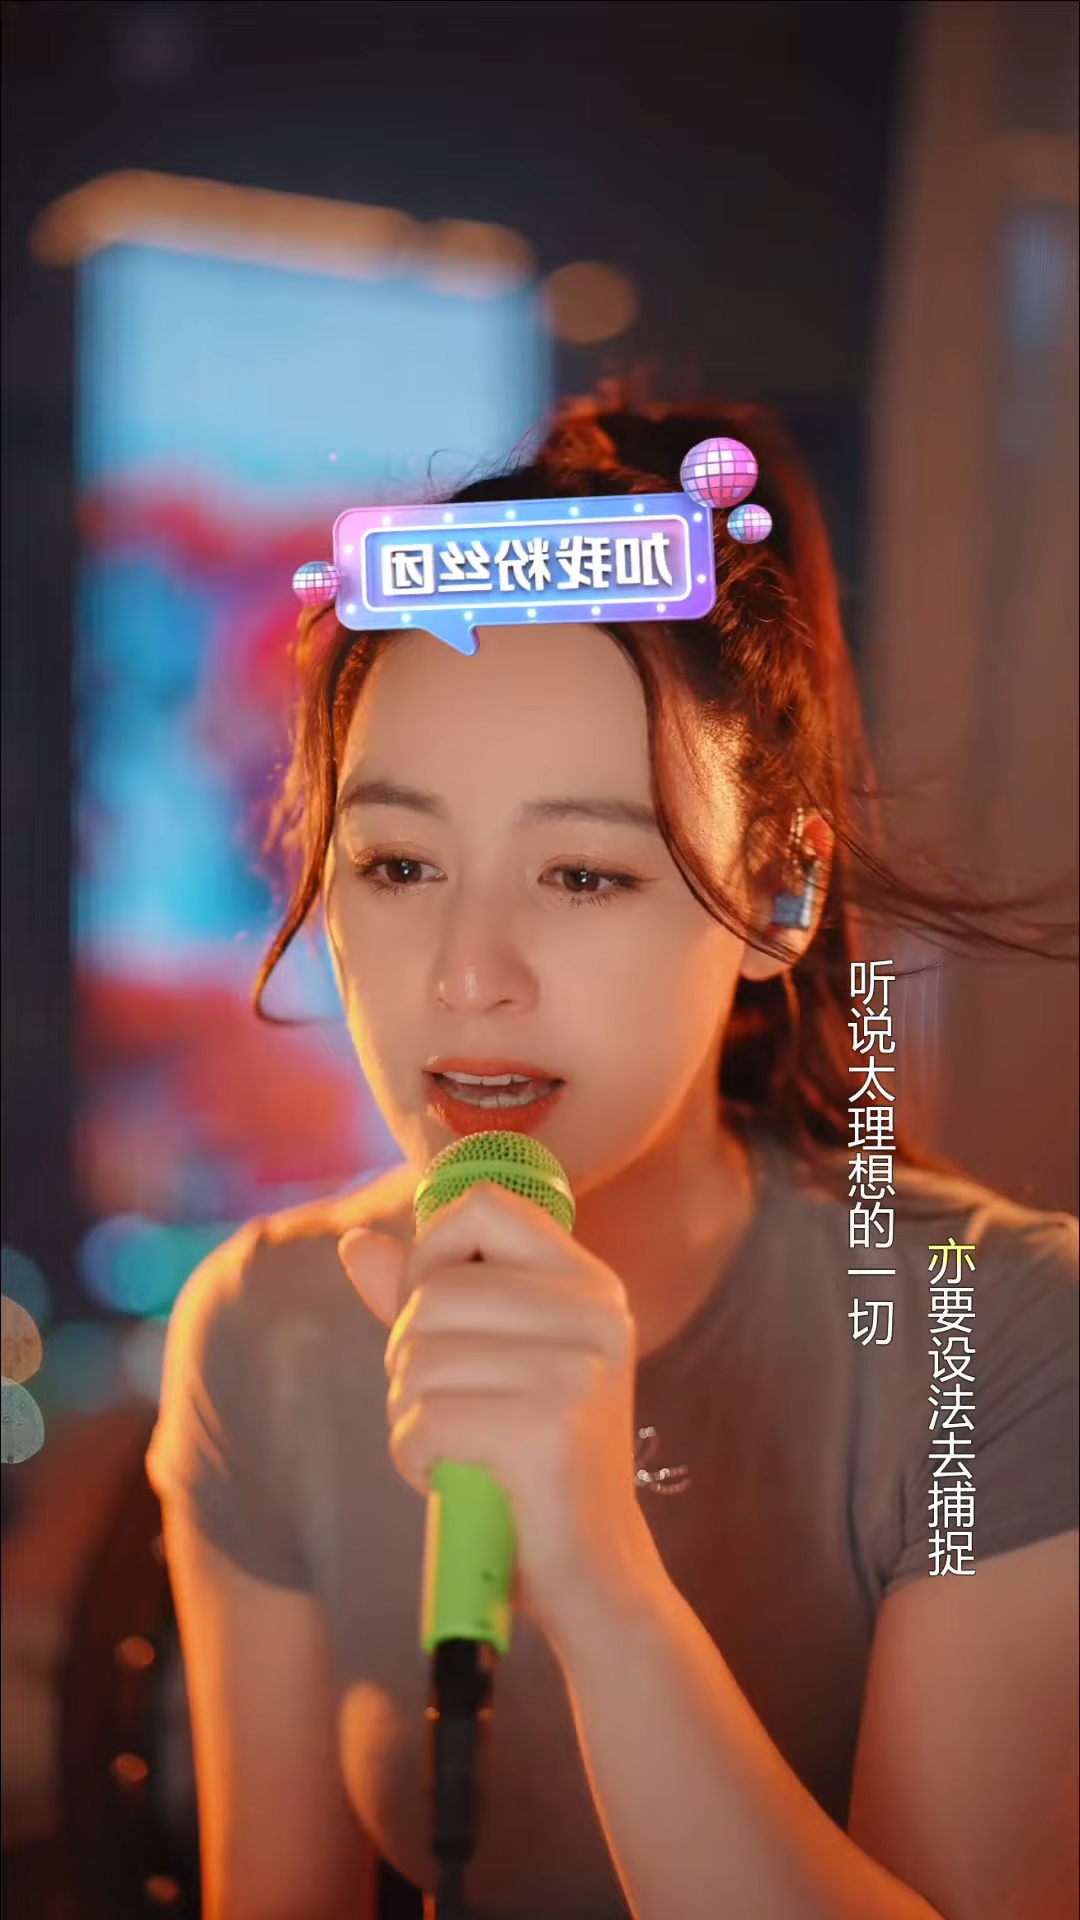 加我粉丝团
听说太理想的一切
亦要设法去捕捉